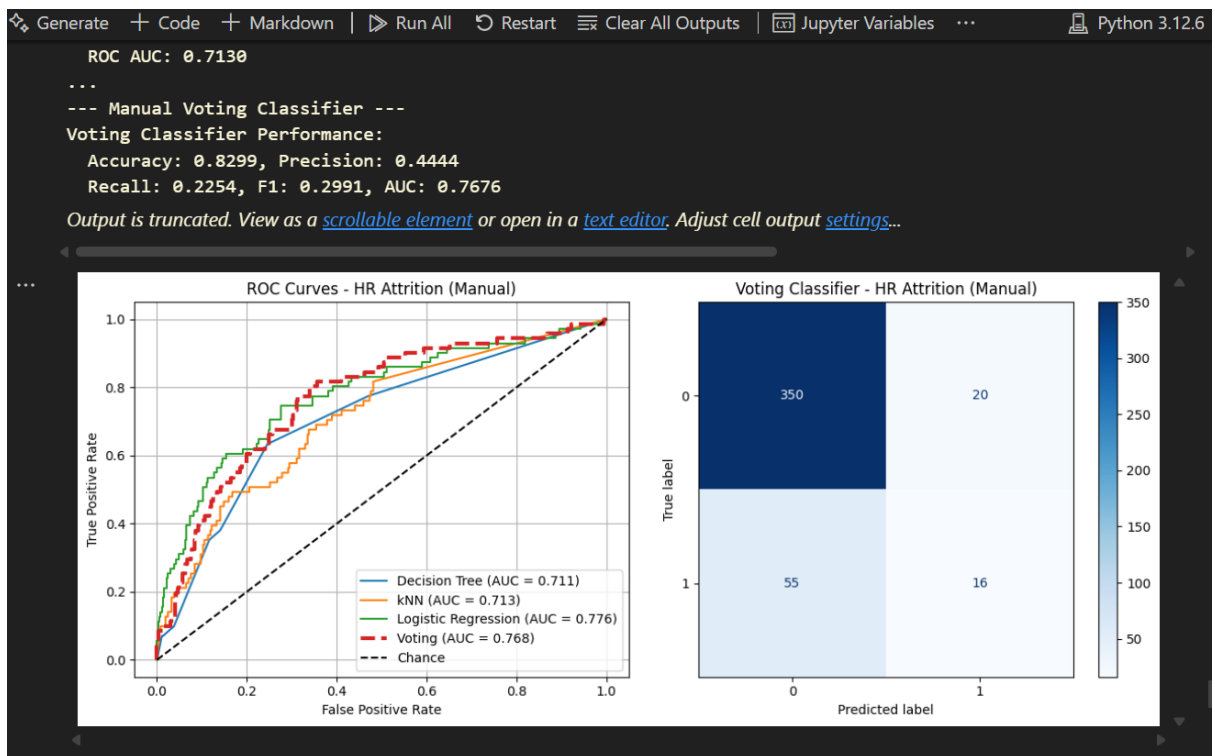 Generate + Code + Markdown | Run All Restart Clear All Outputs | Jupyter Variables ... Python 3.12.6
ROC AUC: 0.7130
...
--- Manual Voting Classifier ---
Voting Classifier Performance:
Accuracy: 0.8299, Precision: 0.4444
Recall: 0.2254, F1: 0.2991, AUC: 0.7676
Output is truncated. View as a scrollable element or open in a text editor. Adjust cell output settings...
...
ROC Curves - HR Attrition (Manual)
True Positive Rate
1.0
0.8
0.6
0.4
0.2
0.0
Decision Tree (AUC = 0.711)
kNN (AUC = 0.713)
Logistic Regression (AUC = 0.776)
Voting (AUC = 0.768)
Chance
0.0 0.2 0.4 0.6 0.8 1.0
False Positive Rate
Voting Classifier - HR Attrition (Manual)
True label
0
350 20
1
55 16
0 1
Predicted label
350
300
250
200
150
100
50